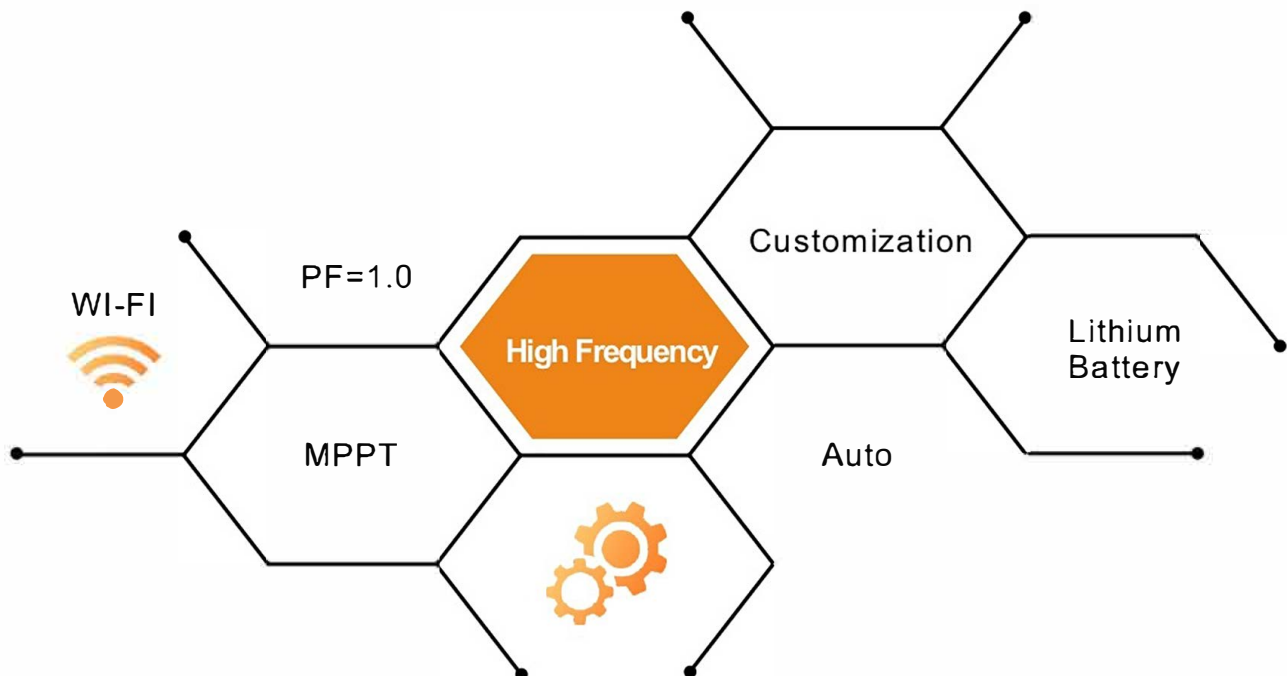 Customization
PF=1.0
WI-FI
High Frequency
Lithium
Battery
MPPT
Auto